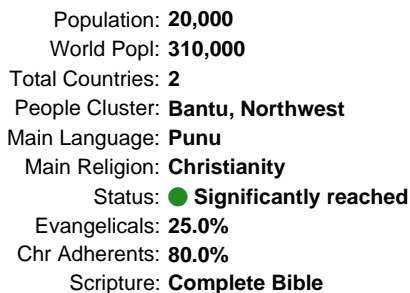 Population: 20,000
World Popl: 310,000
Total Countries: 2
People Cluster: Bantu, Northwest
Main Language: Punu
Main Religion: Christianity
Status: Significantly reached
Evangelicals: 25.0%
Chr Adherents: 80.0%
Scripture: Complete Bible